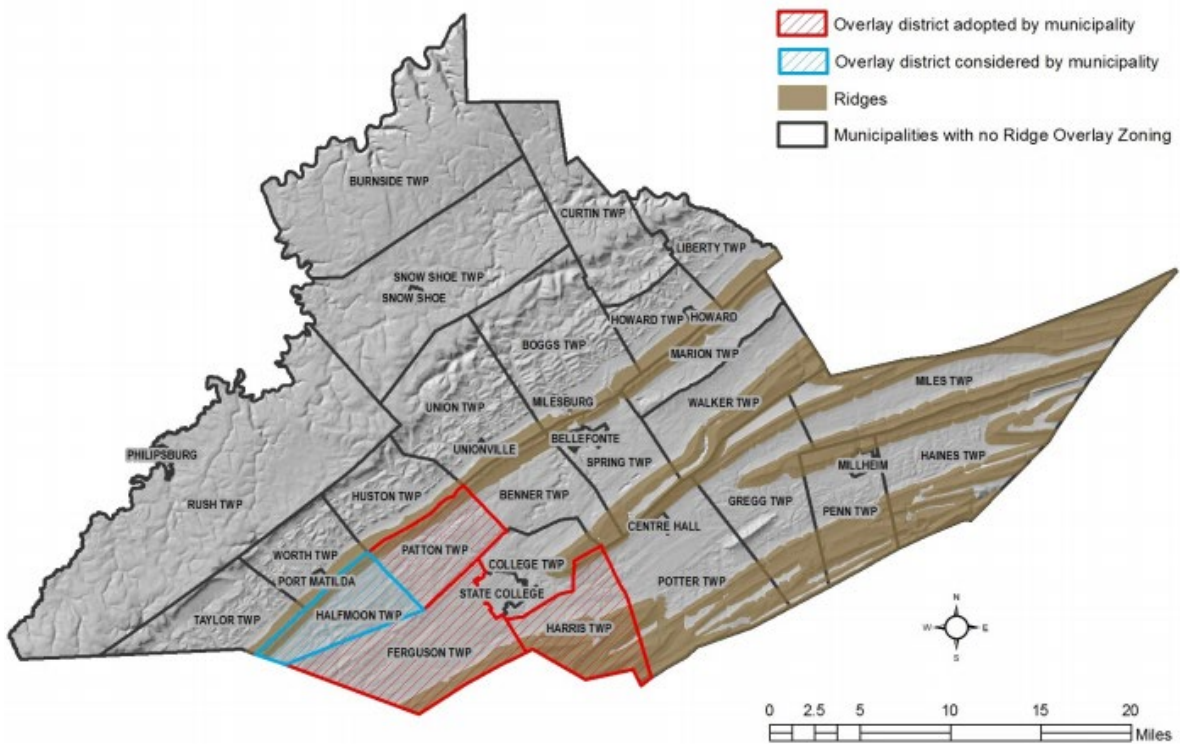 Overlay district adopted by municipality
Overlay district considered by municipality
Ridges
Municipalities with no Ridge Overlay Zoning
BURNSIDE TWP
CURTIN TWP
LIBERTY TWP
SNOW SHOE TWP
SNOW SHOE
HOWARD TWP
HOWARD
BOGGS TWP
MARION TWP
MILES TWP
UNION TWP
MILESBURG
WALKER TWP
UNIONVILLE
BELLEFONTE
PHILIPSBURG
SPRING TWP
MILLHEIM
HAINES TWP
HUSTON TWP
BENNER TWP
GREGG TWP
RUSH TWP
PENN TWP
CENTRE HALL
PATTON TWP
WORTH TWP
COLLEGE TWP
PORT MATILDA
POTTER TWP
STATE COLLEGE
TAYLOR TWP
HALFMOON TWP
HARRIS TWP
FERGUSON TWP
N
W E
S
0 2.5 5 10 15 20
Miles